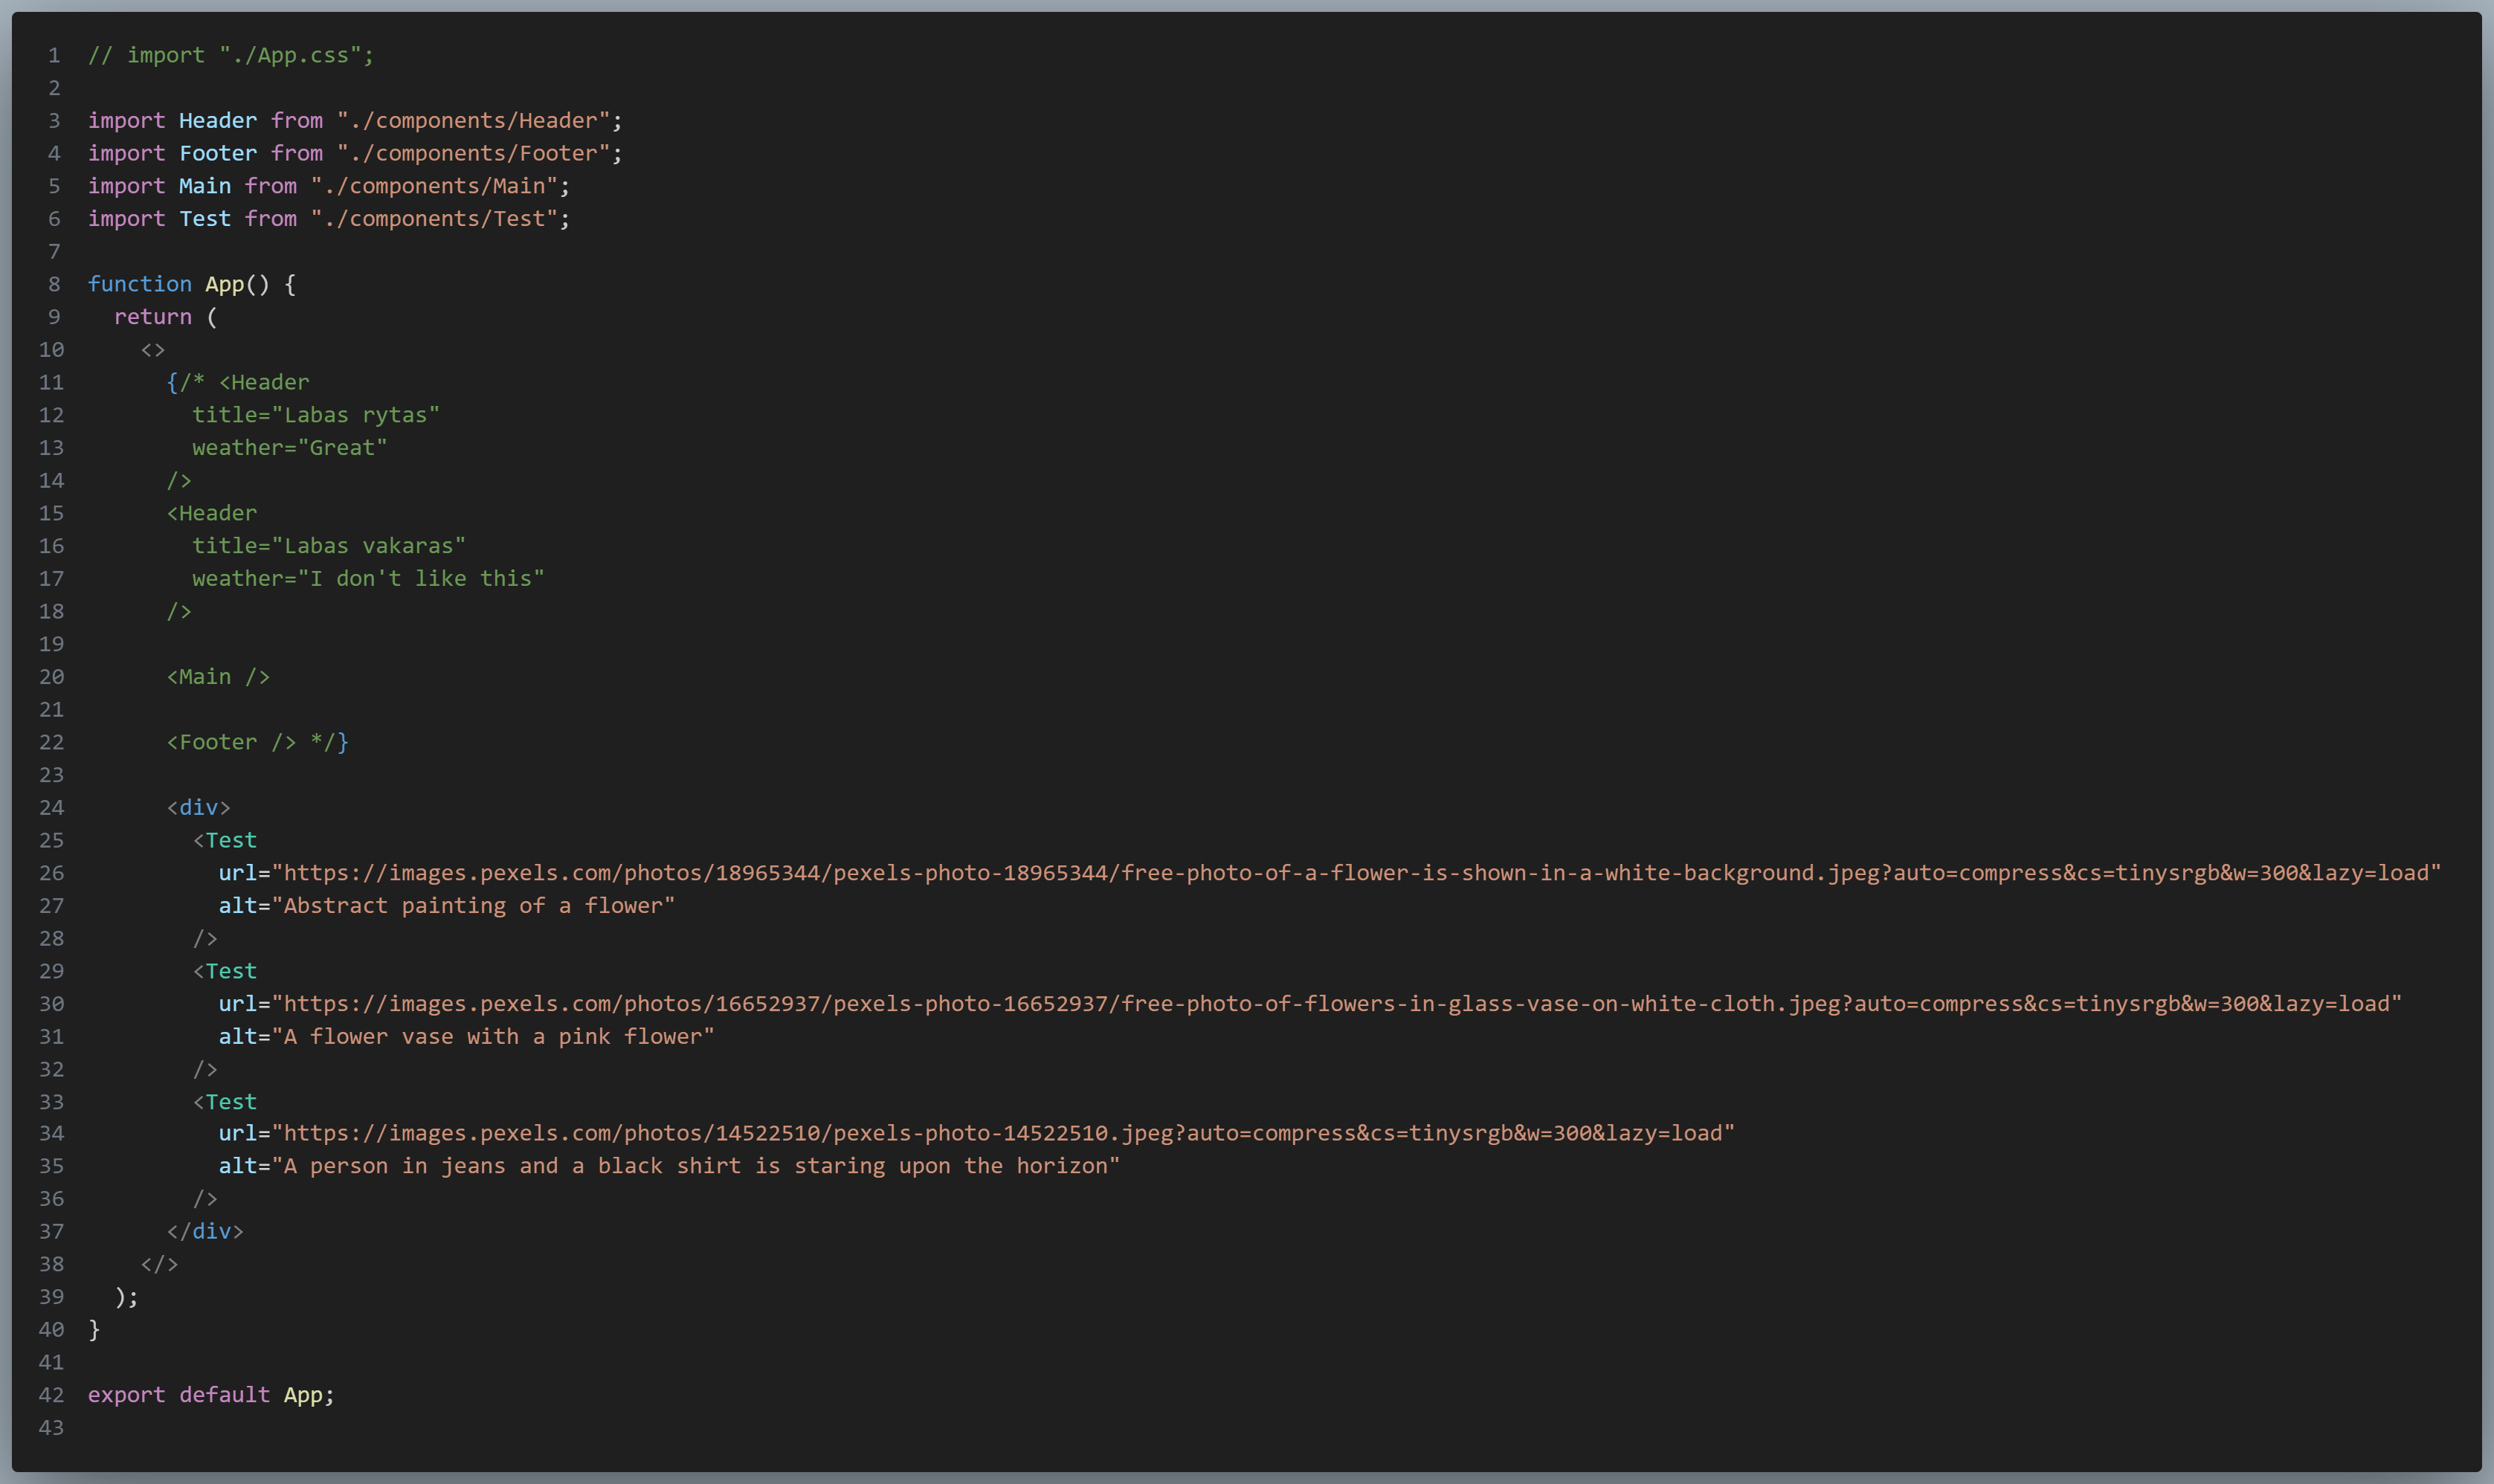 1 // import "./App.css";
2
3 import Header from "./components/Header";
4 import Footer from "./components/Footer";
5 import Main from "./components/Main";
6 import Test from "./components/Test";
7
8 function App() {
9   return (
10     <>
11       {/* <Header
12         title="Labas rytas"
13         weather="Great"
14       />
15       <Header
16         title="Labas vakaras"
17         weather="I don't like this"
18       />
19
20       <Main />
21
22       <Footer /> */}
23
24       <div>
25         <Test
26           url="https://images.pexels.com/photos/18965344/pexels-photo-18965344/free-photo-of-a-flower-is-shown-in-a-white-background.jpeg?auto=compress&cs=tinysrgb&w=300&lazy=load"
27           alt="Abstract painting of a flower"
28         />
29         <Test
30           url="https://images.pexels.com/photos/16652937/pexels-photo-16652937/free-photo-of-flowers-in-glass-vase-on-white-cloth.jpeg?auto=compress&cs=tinysrgb&w=300&lazy=load"
31           alt="A flower vase with a pink flower"
32         />
33         <Test
34           url="https://images.pexels.com/photos/14522510/pexels-photo-14522510.jpeg?auto=compress&cs=tinysrgb&w=300&lazy=load"
35           alt="A person in jeans and a black shirt is staring upon the horizon"
36         />
37       </div>
38     </>
39   );
40 }
41
42 export default App;
43